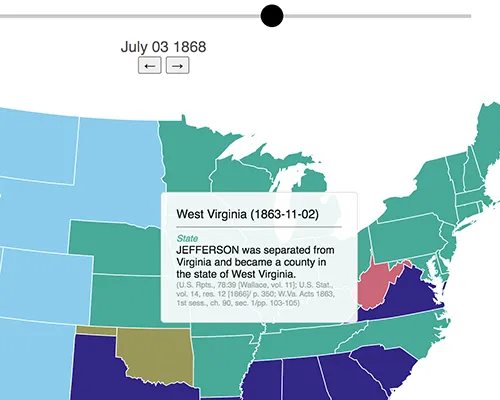 July 03 1868
← →
West Virginia (1863-11-02)
State
JEFFERSON was separated from
Virginia and became a county in
the state of West Virginia.
(U.S. Rpts., 78:39 [Wallace, vol. 11]; U.S. Stat.,
vol. 14, res. 12 [1866]/ p. 350; W.Va. Acts 1863,
1st sess., ch. 90, sec. 1/pp. 103-105)